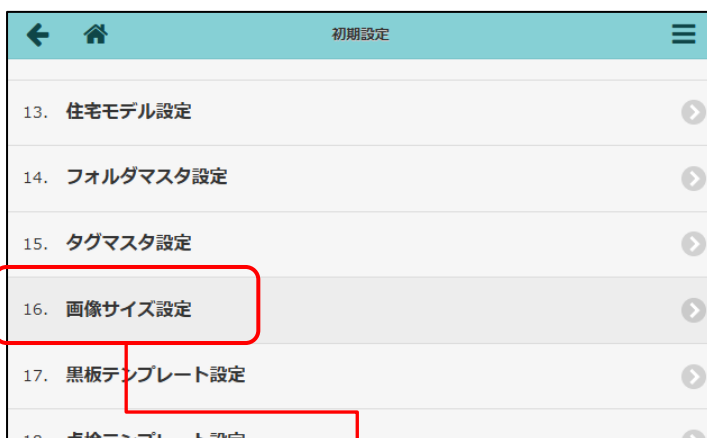 初期設定
13. 住宅モデル設定
14. フォルダマスタ設定
15. タグマスタ設定
16. 画像サイズ設定
17. 黒板テンプレート設定